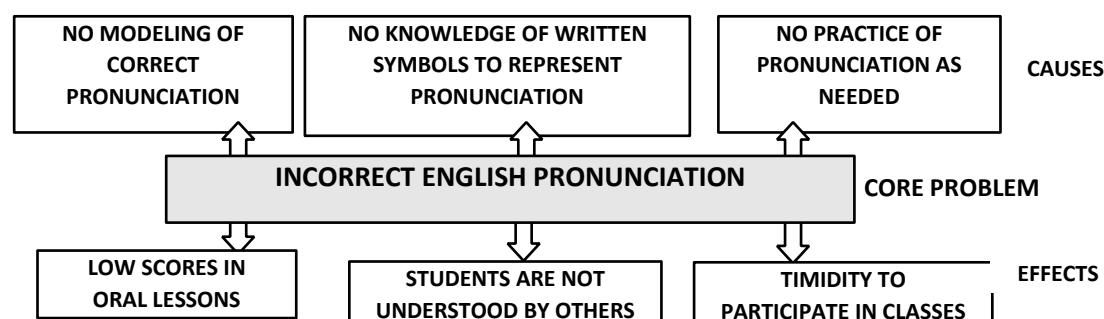 NO MODELING OF
CORRECT
PRONUNCIATION
NO KNOWLEDGE OF WRITTEN
SYMBOLS TO REPRESENT
PRONUNCIATION
NO PRACTICE OF
PRONUNCIATION AS
NEEDED
CAUSES
INCORRECT ENGLISH PRONUNCIATION
CORE PROBLEM
LOW SCORES IN
ORAL LESSONS
STUDENTS ARE NOT
UNDERSTOOD BY OTHERS
TIMIDITY TO
PARTICIPATE IN CLASSES
EFFECTS